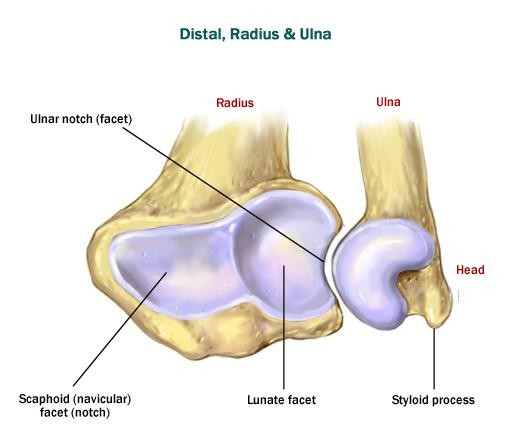 Distal, Radius & Ulna
Radius
Ulna
Ulnar notch (facet)
Head
Scaphoid (navicular)
facet (notch)
Lunate facet
Styloid process